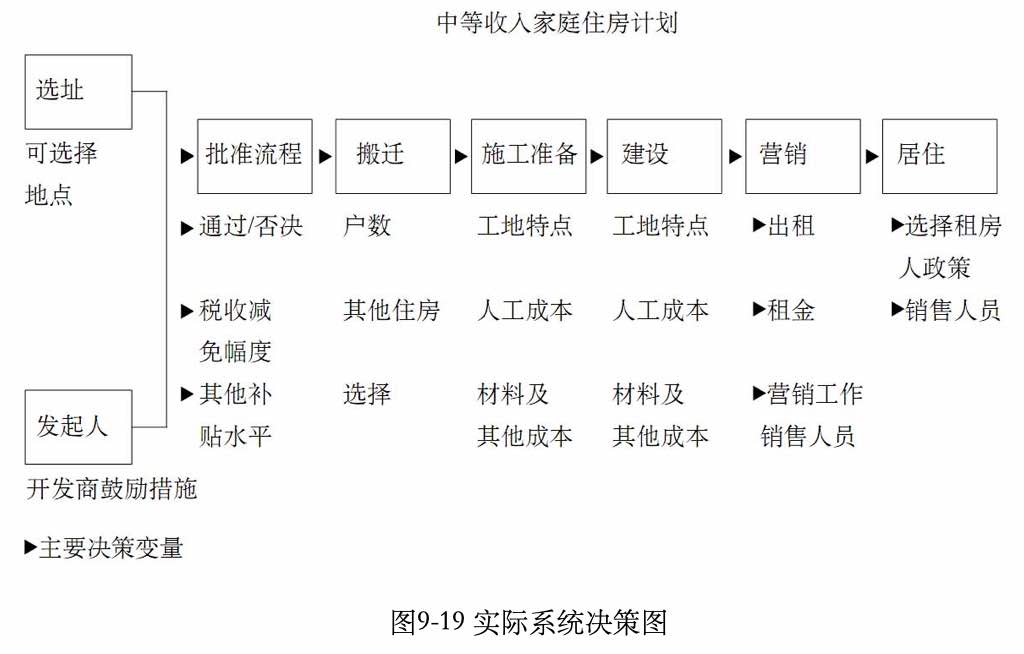 中等收入家庭住房计划
选址
可选择
地点
发起人
开发商鼓励措施
▶主要决策变量
▶批准流程
▶通过/否决
▶税收减
免幅度
▶其他补
贴水平
▶搬迁
户数
其他住房
选择
▶施工准备
工地特点
人工成本
材料及
其他成本
▶建设
工地特点
人工成本
材料及
其他成本
▶营销
▶出租
▶租金
▶营销工作
销售人员
▶居住
▶选择租房
人政策
▶销售人员
图9-19 实际系统决策图